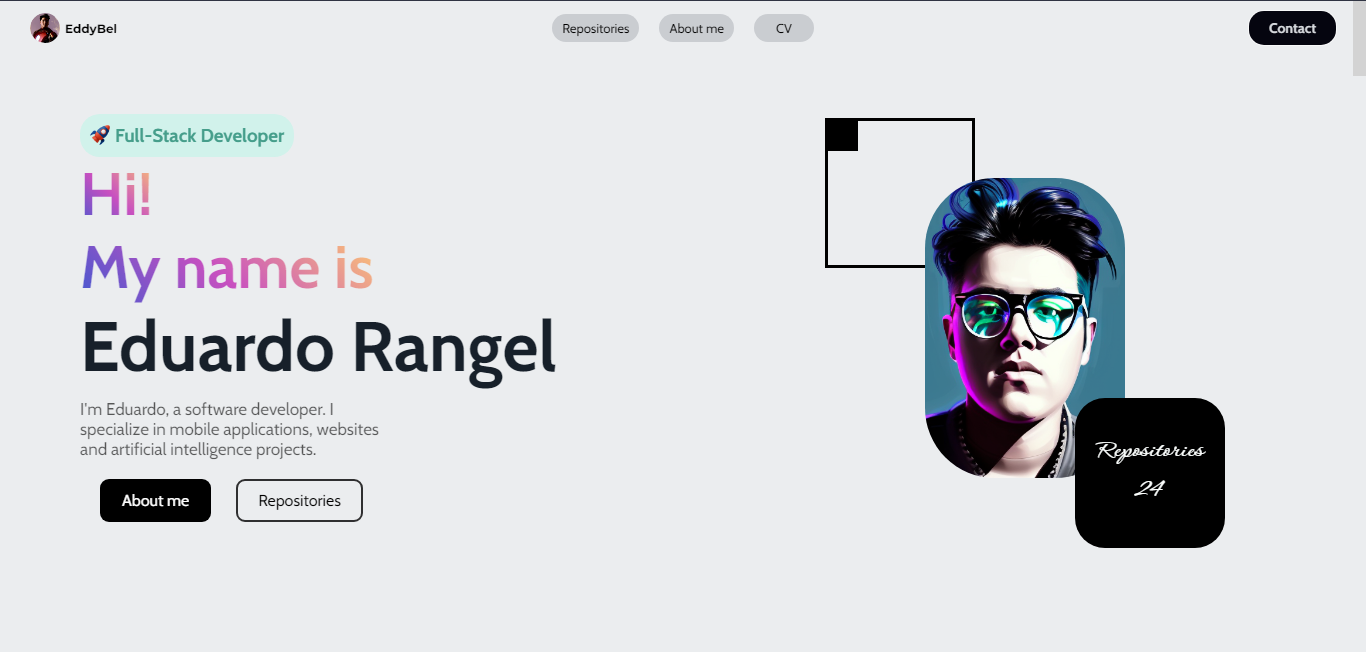 EddyBel
Repositories
About me
CV
Contact
🚀 Full-Stack Developer
Hi!
My name is
Eduardo Rangel
I'm Eduardo, a software developer. I
specialize in mobile applications, websites
and artificial intelligence projects.
About me
Repositories
Repositories
24